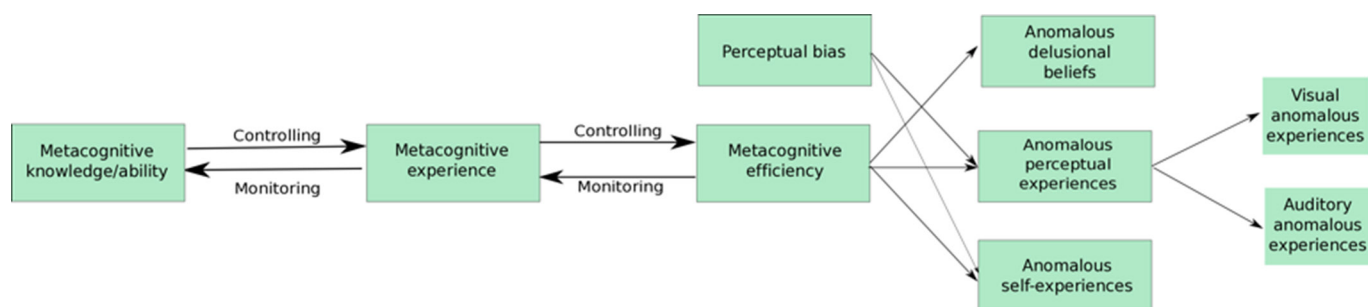 Metacognitive
knowledge/ability
Controlling
Monitoring
Metacognitive
experience
Controlling
Monitoring
Perceptual bias
Metacognitive
efficiency
Anomalous
delusional
beliefs
Anomalous
perceptual
experiences
Anomalous
self-experiences
Visual
anomalous
experiences
Auditory
anomalous
experiences